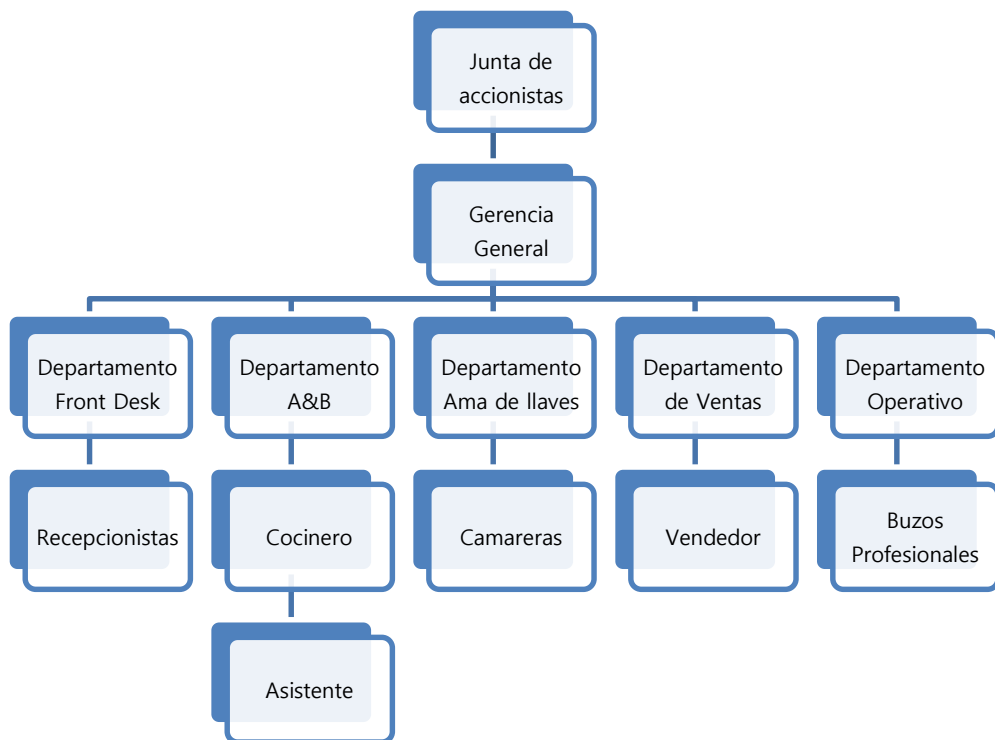 Junta de
accionistas
Gerencia
General
Departamento
Front Desk
Departamento
A&B
Departamento
Ama de llaves
Departamento
de Ventas
Departamento
Operativo
Recepcionistas
Cocinero
Camareras
Vendedor
Buzos
Profesionales
Asistente